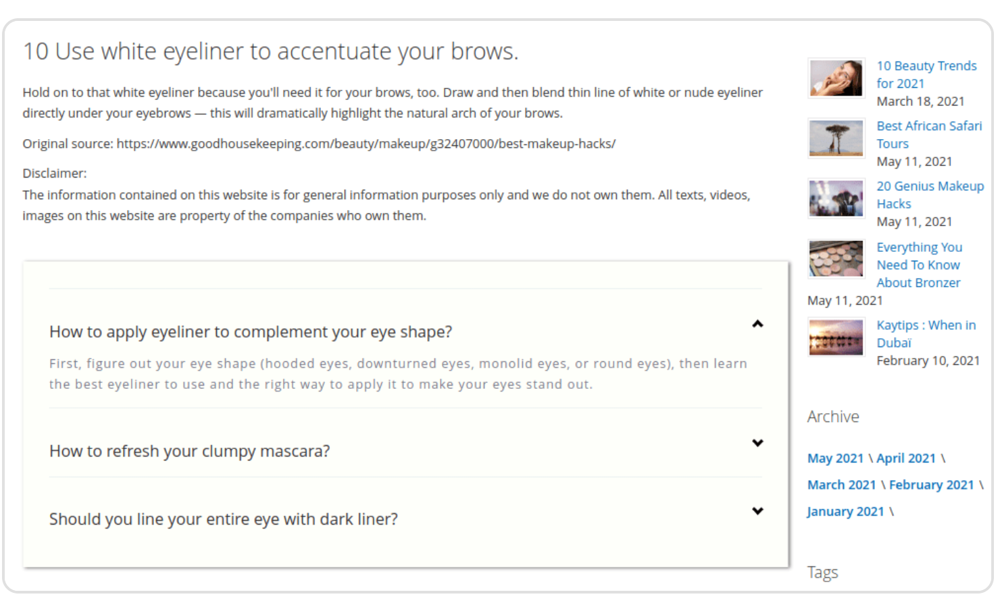 10 Use white eyeliner to accentuate your brows.
Hold on to that white eyeliner because you'll need it for your brows, too. Draw and then blend thin line of white or nude eyeliner
directly under your eyebrows — this will dramatically highlight the natural arch of your brows.
Original source: https://www.goodhousekeeping.com/beauty/makeup/g32407000/best-makeup-hacks/
Disclaimer:
The information contained on this website is for general information purposes only and we do not own them. All texts, videos,
images on this website are property of the companies who own them.
How to apply eyeliner to complement your eye shape?
First, figure out your eye shape (hooded eyes, downturned eyes, monolid eyes, or round eyes), then learn
the best eyeliner to use and the right way to apply it to make your eyes stand out.
How to refresh your clumpy mascara?
Should you line your entire eye with dark liner?
10 Beauty Trends
for 2021
March 18, 2021
Best African Safari
Tours
May 11, 2021
20 Genius Makeup
Hacks
May 11, 2021
Everything You
Need To Know
About Bronzer
May 11, 2021
Kaytips : When in
Dubaï
February 10, 2021
Archive
May 2021 \ April 2021 \
March 2021 \ February 2021 \
January 2021 \
Tags